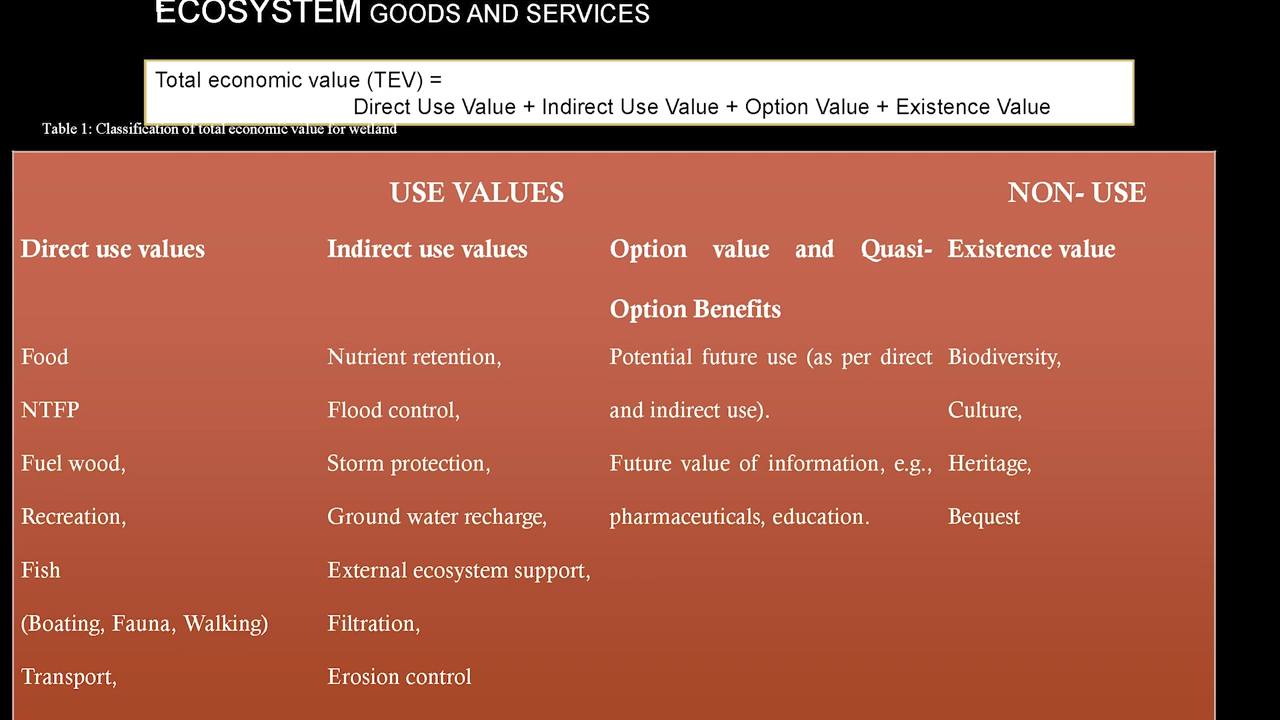 ECOSYSTEM GOODS AND SERVICES
Total economic value (TEV) =
Direct Use Value + Indirect Use Value + Option Value + Existence Value
Table 1: Classification of total economic value for wetland
USE VALUES NON- USE
Direct use values Indirect use values Option value and Quasi- Existence value
Option Benefits
Food Nutrient retention, Potential future use (as per direct Biodiversity,
NTFP Flood control, and indirect use). Culture,
Fuel wood, Storm protection, Future value of information, e.g., Heritage,
Recreation, Ground water recharge, pharmaceuticals, education. Bequest
Fish External ecosystem support,
(Boating, Fauna, Walking) Filtration,
Transport, Erosion control